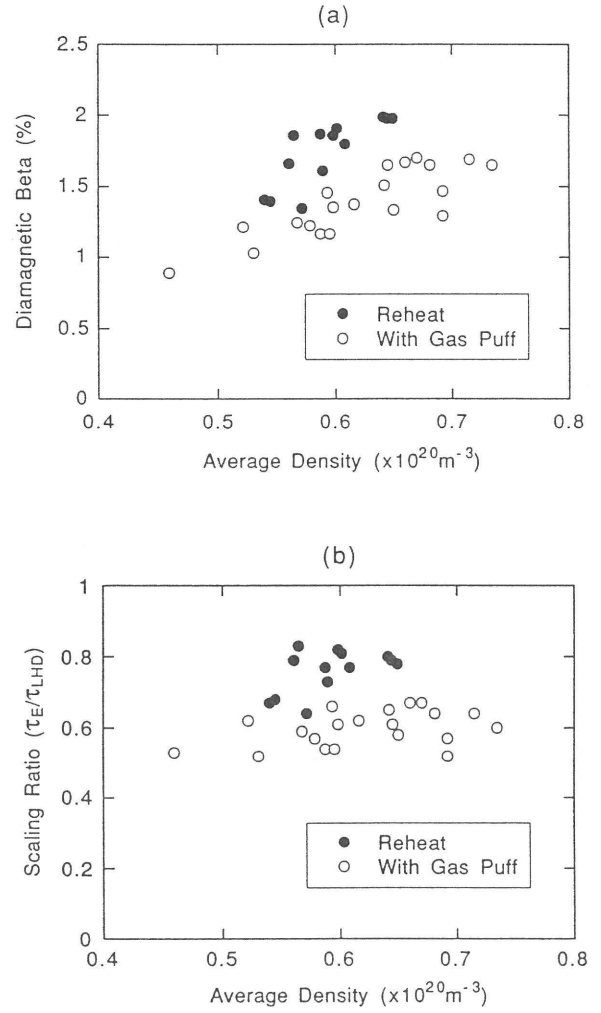 (a)
2.5
2
1.5
1
0.5
0
Diamagnetic Beta (%)
Reheat
With Gas Puff
0.4 0.5 0.6 0.7 0.8
Average Density (x10²⁰m⁻³)
(b)
1
0.8
0.6
0.4
0.2
0
Scaling Ratio (τE/τLHD)
Reheat
With Gas Puff
0.4 0.5 0.6 0.7 0.8
Average Density (x10²⁰m⁻³)